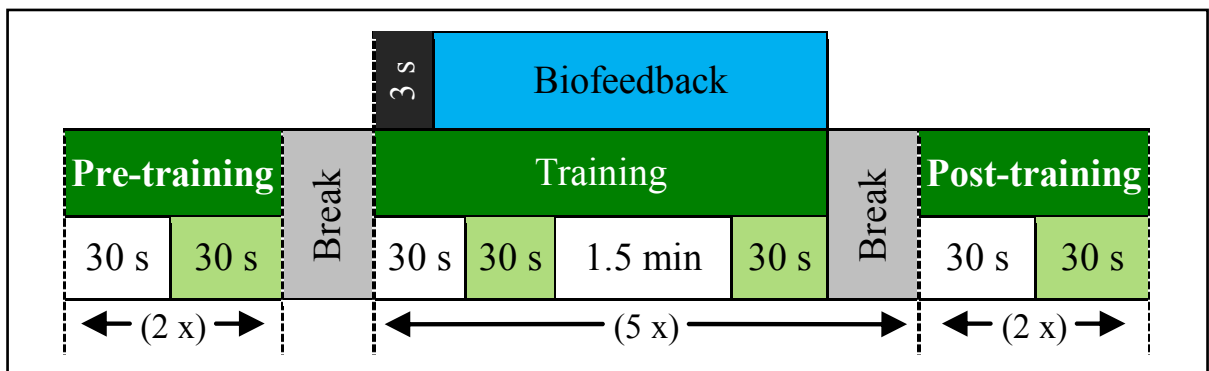 3 s Biofeedback
Pre-training Break Training Break Post-training
30 s 30 s 30 s 30 s 1.5 min 30 s 30 s 30 s
(2 x) (5 x) (2 x)